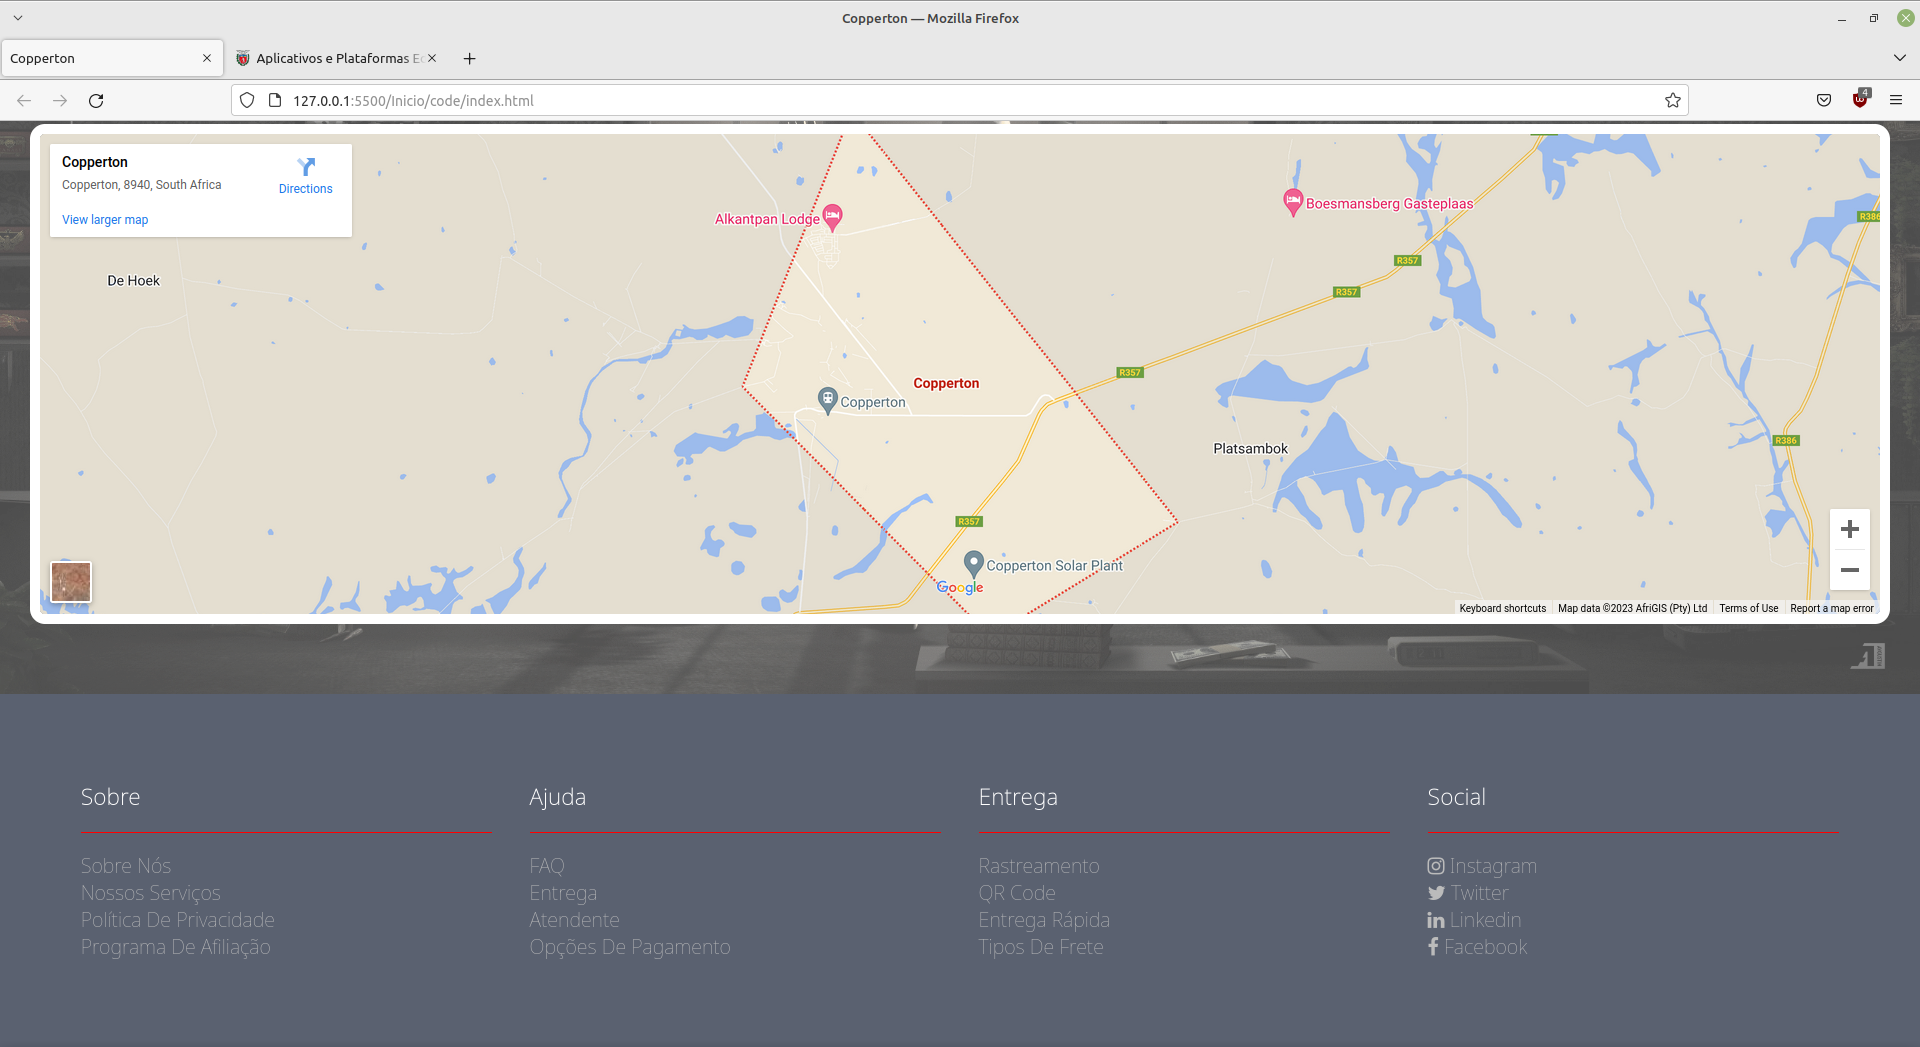 Copperton — Mozilla Firefox
Copperton
Aplicativos e Plataformas
127.0.0.1:5500/Inicio/code/index.html
4
Copperton
Copperton, 8940, South Africa
Directions
View larger map
Alkantpan Lodge
Boesmansberg Gasteplaas
R386
De Hoek
R357
R357
R357
Copperton
Copperton
Platsambok
R386
R357
Copperton Solar Plant
Google
Keyboard shortcuts
Map data ©2023 AfriGIS (Pty) Ltd
Terms of Use
Report a map error
Sobre
Sobre Nós
Nossos Serviços
Política De Privacidade
Programa De Afiliação
Ajuda
FAQ
Entrega
Atendente
Opções De Pagamento
Entrega
Rastreamento
QR Code
Entrega Rápida
Tipos De Frete
Social
Instagram
Twitter
Linkedin
Facebook